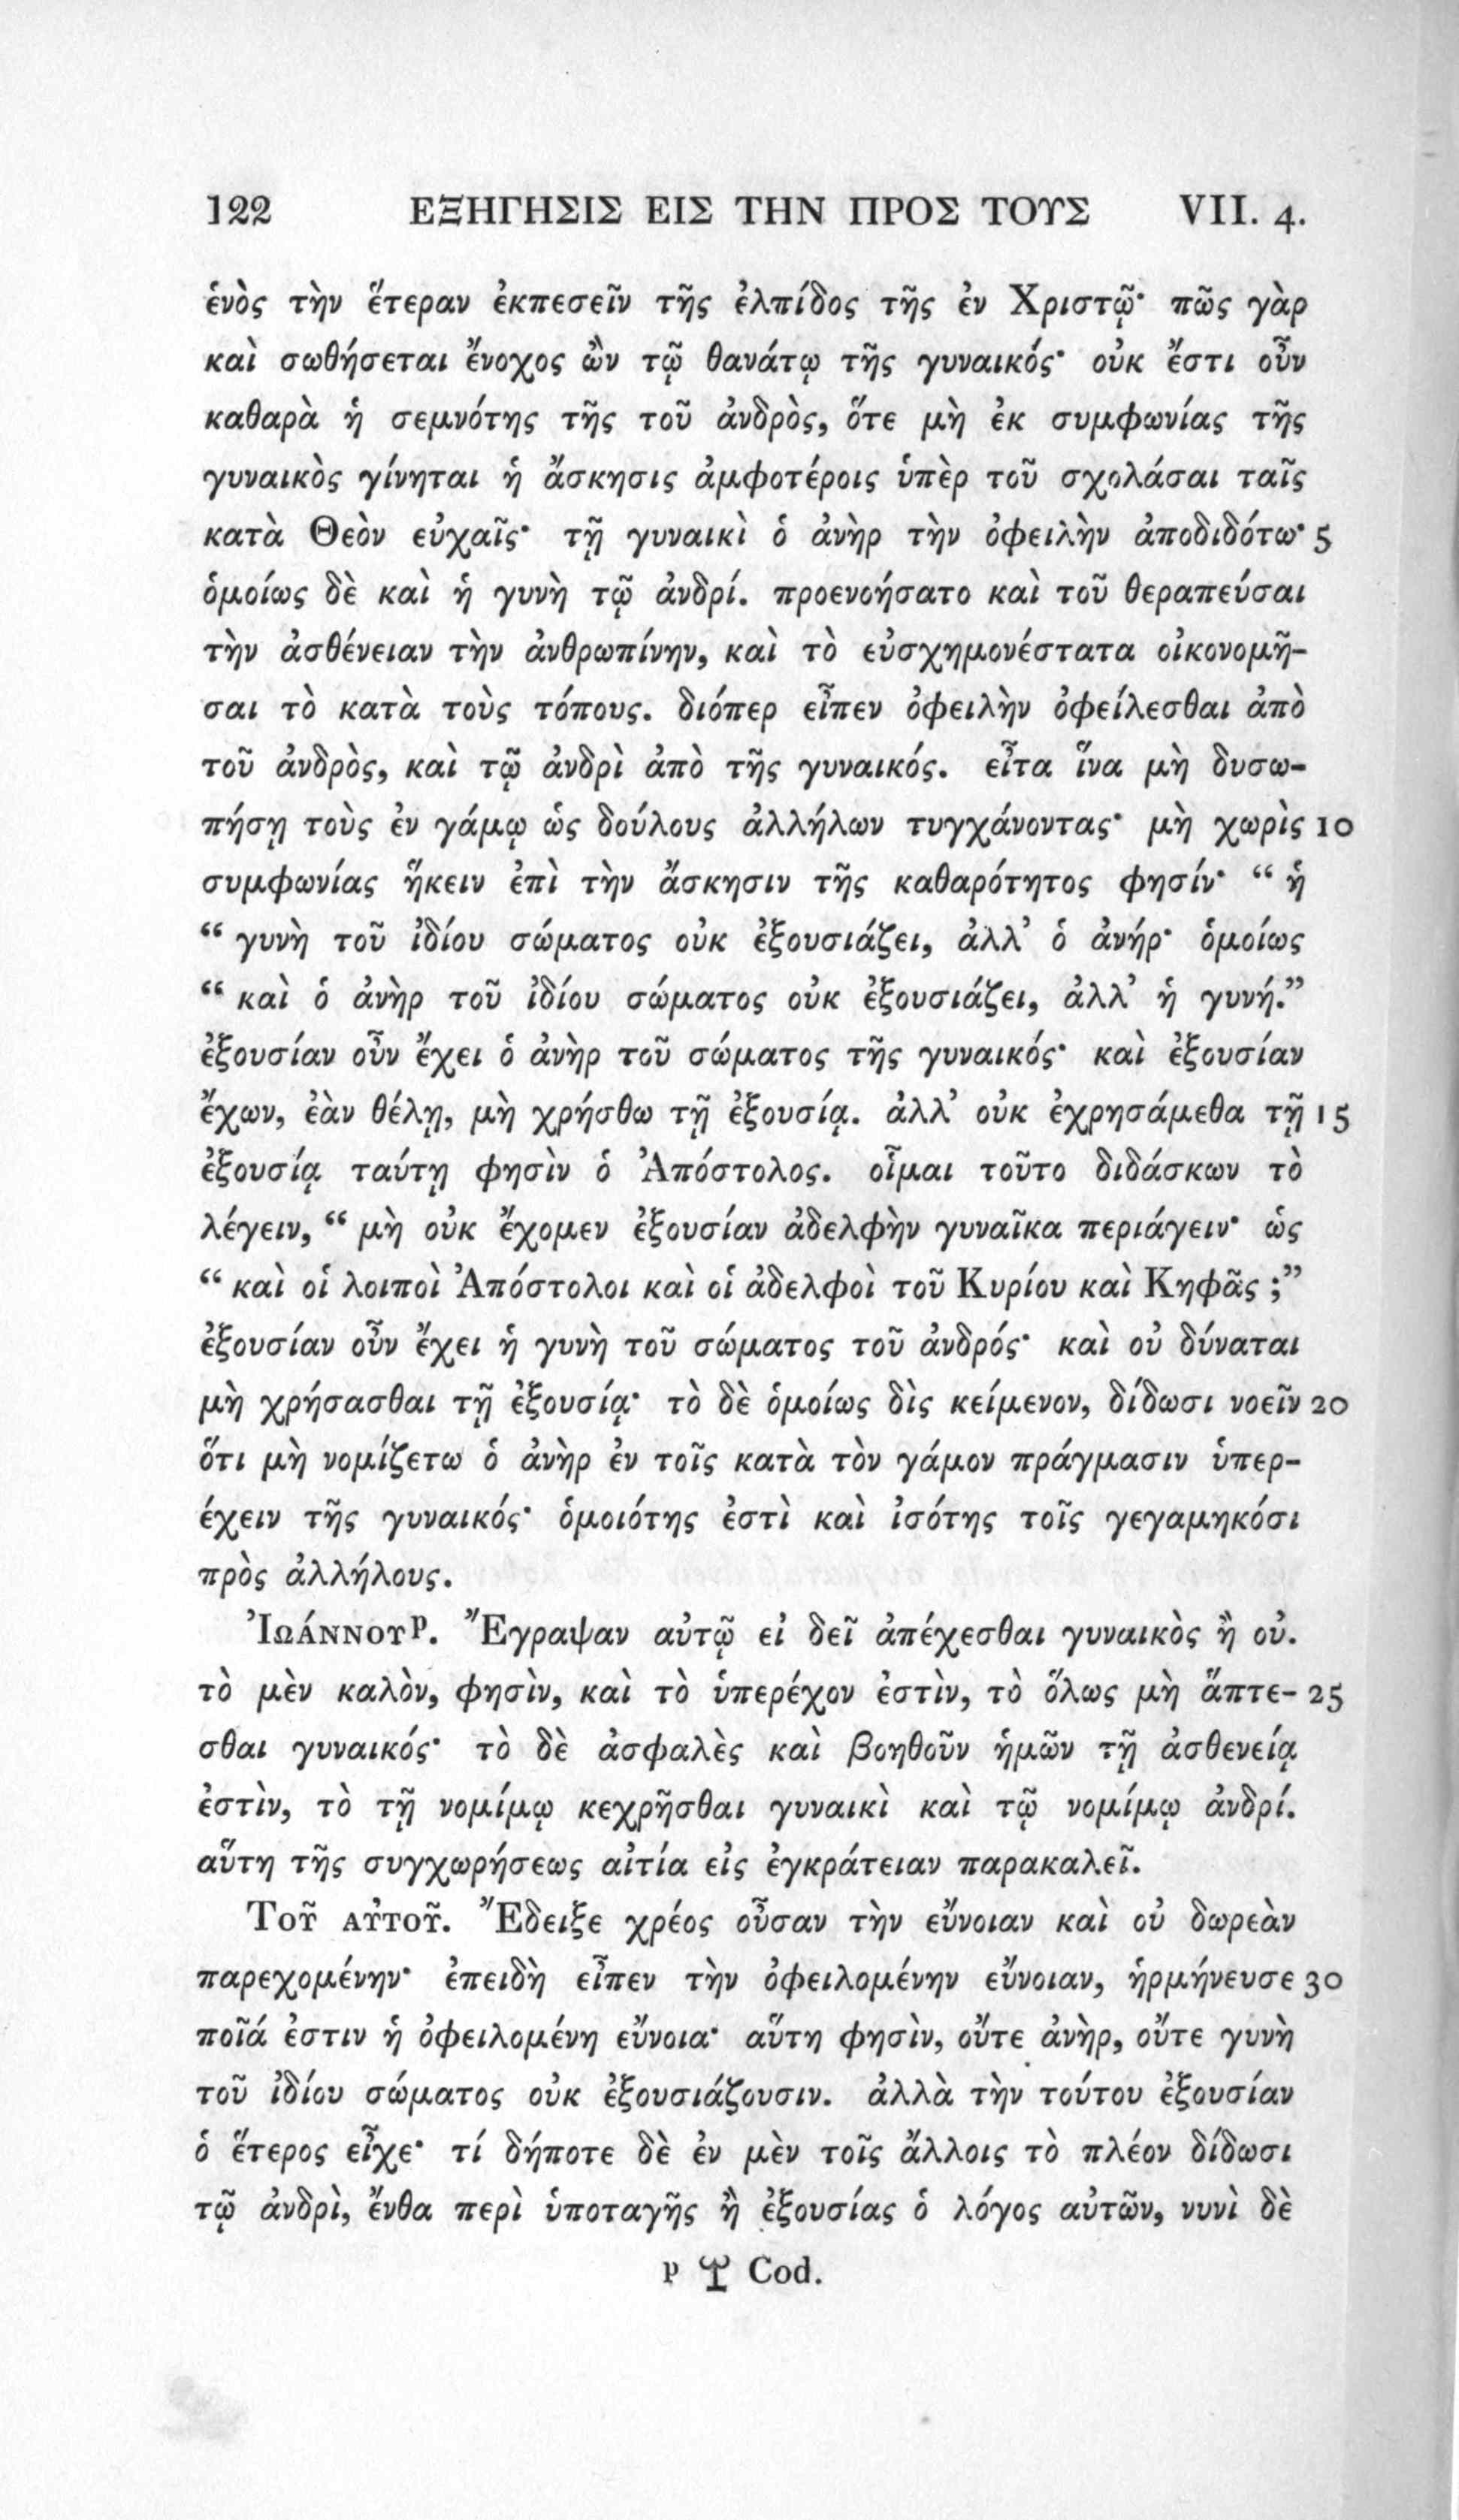 122 ΕΞΗΓΗΣΙΣ ΕΙΣ ΤΗΝ ΠΡΟΣ ΤΟΥΣ VII. 4.
ἑνὸς τὴν ἕτεραν ἐκπεσεῖν τῆς ἐλπίδος τῆς ἐν Χριστῷ· πῶς γὰρ
καὶ σωθήσεται ἔνοχος ὢν τῷ θανάτῳ τῆς γυναικός· οὐκ ἔστι οὖν
καθαρὰ ἡ σεμνότης τῆς τοῦ ἀνδρὸς, ὅτε μὴ ἐκ συμφωνίας τῆς
γυναικὸς γίνηται ἡ ἄσκησις ἀμφοτέροις ὑπὲρ τοῦ σχολάσαι ταῖς
κατὰ Θεὸν εὐχαῖς· τῇ γυναικὶ ὁ ἀνὴρ τὴν ὀφειλὴν ἀποδιδότω· 5
ὁμοίως δὲ καὶ ἡ γυνὴ τῷ ἀνδρί. προενοήσατο καὶ τοῦ θεραπεύσαι
τὴν ἀσθένειαν τὴν ἀνθρωπίνην, καὶ τὸ εὐσχημονέστατα οἰκονομῆ-
σαι τὸ κατὰ τοὺς τόπους. διόπερ εἶπεν ὀφειλὴν ὀφείλεσθαι ἀπὸ
τοῦ ἀνδρὸς, καὶ τῷ ἀνδρὶ ἀπὸ τῆς γυναικός. εἶτα ἵνα μὴ δυσω-
πήσῃ τοὺς ἐν γάμῳ ὡς δούλους ἀλλήλων τυγχάνοντας· μὴ χωρὶς 10
συμφωνίας ἥκειν ἐπὶ τὴν ἄσκησιν τῆς καθαρότητος φησίν· “ ἡ
“ γυνὴ τοῦ ἰδίου σώματος οὐκ ἐξουσιάζει, ἀλλ’ ὁ ἀνήρ· ὁμοίως
“ καὶ ὁ ἀνὴρ τοῦ ἰδίου σώματος οὐκ ἐξουσιάζει, ἀλλ’ ἡ γυνή.”
ἐξουσίαν οὖν ἔχει ὁ ἀνὴρ τοῦ σώματος τῆς γυναικός· καὶ ἐξουσίαν
ἔχων, ἐὰν θέλῃ, μὴ χρήσθω τῇ ἐξουσίᾳ. ἀλλ’ οὐκ ἐχρησάμεθα τῇ 15
ἐξουσίᾳ ταύτῃ φησὶν ὁ Ἀπόστολος. οἶμαι τοῦτο διδάσκων τὸ
λέγειν, “ μὴ οὐκ ἔχομεν ἐξουσίαν ἀδελφὴν γυναῖκα περιάγειν· ὡς
“ καὶ οἱ λοιποὶ Ἀπόστολοι καὶ οἱ ἀδελφοὶ τοῦ Κυρίου καὶ Κηφᾶς ;”
ἐξουσίαν οὖν ἔχει ἡ γυνὴ τοῦ σώματος τοῦ ἀνδρός· καὶ οὐ δύναται
μὴ χρήσασθαι τῇ ἐξουσίᾳ· τὸ δὲ ὁμοίως δὶς κείμενον, δίδωσι νοεῖν 20
ὅτι μὴ νομίζετω ὁ ἀνὴρ ἐν τοῖς κατὰ τὸν γάμον πράγμασιν ὑπερ-
έχειν τῆς γυναικός· ὁμοιότης ἐστὶ καὶ ἰσότης τοῖς γεγαμηκόσι
πρὸς ἀλλήλους.
Ἰωάννου p. Ἔγραψαν αὐτῷ εἰ δεῖ ἀπέχεσθαι γυναικὸς ἢ οὐ.
τὸ μὲν καλὸν, φησὶν, καὶ τὸ ὑπερέχον ἐστὶν, τὸ ὅλως μὴ ἅπτε- 25
σθαι γυναικός· τὸ δὲ ἀσφαλὲς καὶ βοηθοῦν ἡμῶν τῇ ἀσθενείᾳ
ἐστὶν, τὸ τῇ νομίμῳ κεχρῆσθαι γυναικὶ καὶ τῷ νομίμῳ ἀνδρί.
αὕτη τῆς συγχωρήσεως αἰτία εἰς ἐγκράτειαν παρακαλεῖ.
Τοῦ αὐτοῦ. Ἔδειξε χρέος οὖσαν τὴν εὔνοιαν καὶ οὐ δωρεὰν
παρεχομένην· ἐπειδὴ εἶπεν τὴν ὀφειλομένην εὔνοιαν, ἡρμήνευσε 30
ποῖά ἐστιν ἡ ὀφειλομένη εὔνοια· αὕτη φησὶν, οὔτε ἀνὴρ, οὔτε γυνὴ
τοῦ ἰδίου σώματος οὐκ ἐξουσιάζουσιν. ἀλλὰ τὴν τούτου ἐξουσίαν
ὁ ἕτερος εἶχε· τί δήποτε δὲ ἐν μὲν τοῖς ἄλλοις τὸ πλέον δίδωσι
τῷ ἀνδρὶ, ἔνθα περὶ ὑποταγῆς ἢ ἐξουσίας ὁ λόγος αὐτῶν, νυνὶ δὲ
p Cod.